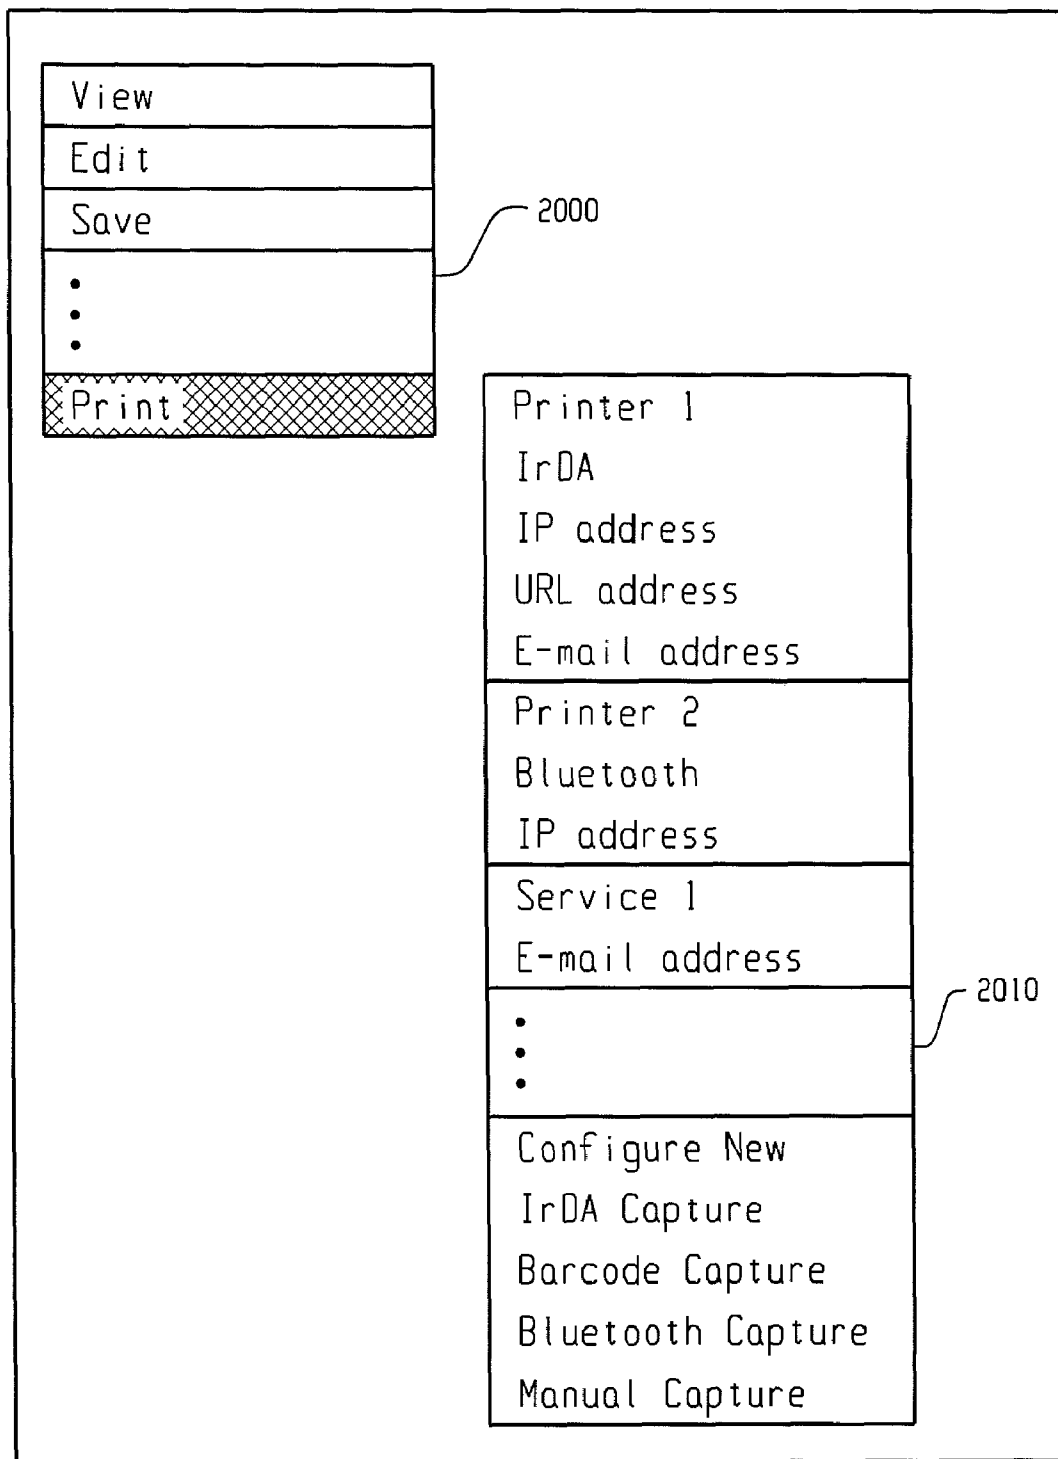 View
Edit
Save
2000
Print
Printer 1
IrDA
IP address
URL address
E-mail address
Printer 2
Bluetooth
IP address
Service 1
E-mail address
2010
Configure New
IrDA Capture
Barcode Capture
Bluetooth Capture
Manual Capture